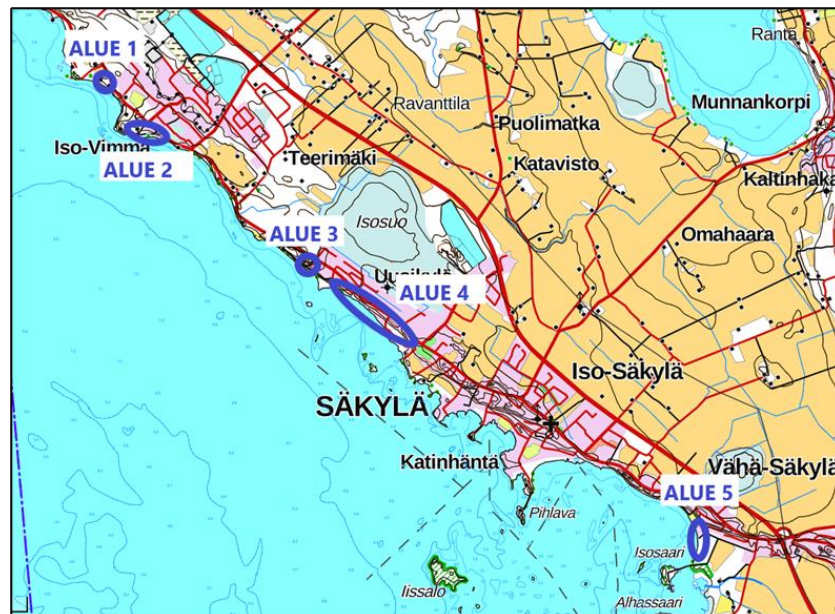 ALUE 1
Ranta
Ravanttila
Munnankorpi
Puolimatka
Iso-Vimma
ALUE 2
Teerimäki
Katavisto
Kaltinhaka
Isosuo
ALUE 3
Omahaara
ALUE 4
Iso-Säkylä
SÄKYLÄ
Katinhäntä
Vähä-Säkylä
ALUE 5
Pihlava
Isosaari
Iissalo
Alhassaari